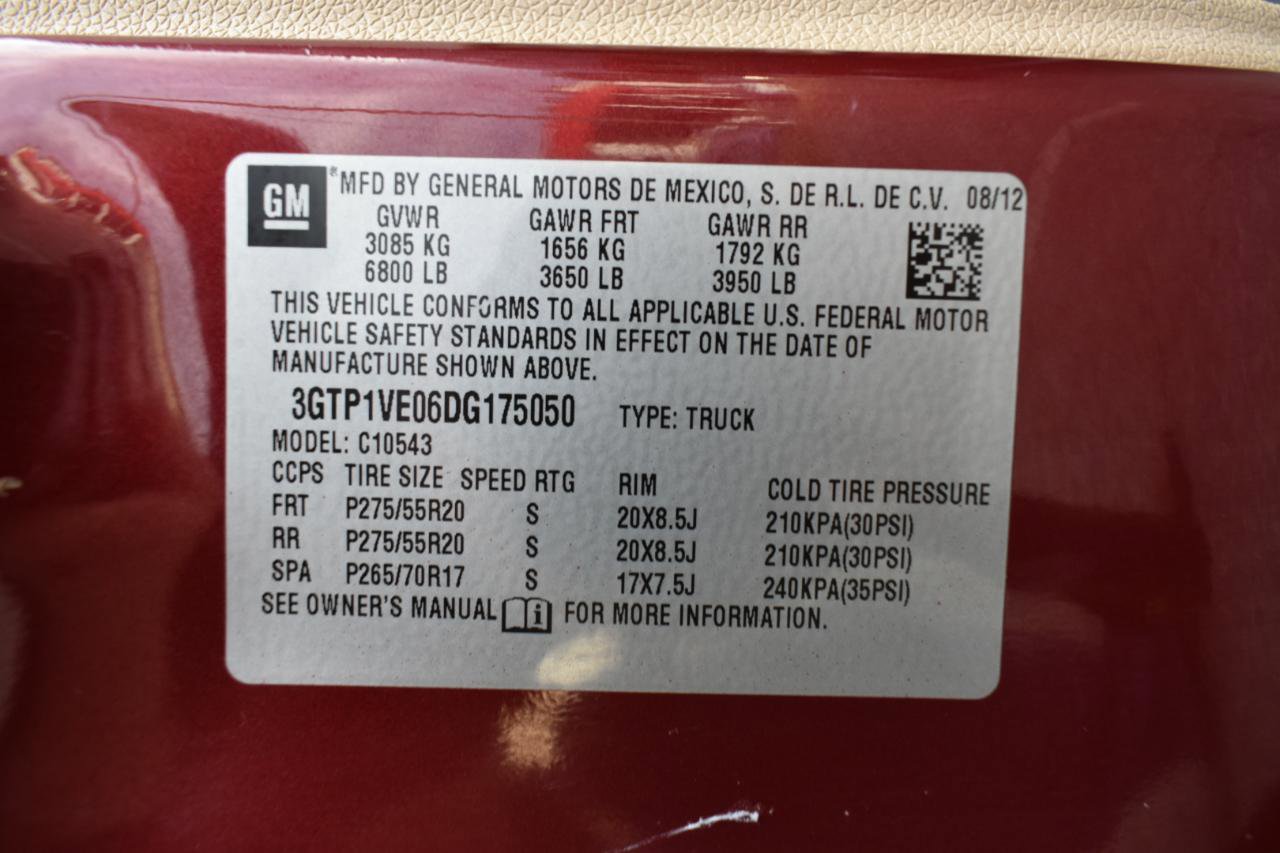 GM ® MFD BY GENERAL MOTORS DE MEXICO, S. DE R.L. DE C.V. 08/12
GVWR GAWR FRT GAWR RR
3085 KG 1656 KG 1792 KG
6800 LB 3650 LB 3950 LB
THIS VEHICLE CONFORMS TO ALL APPLICABLE U.S. FEDERAL MOTOR
VEHICLE SAFETY STANDARDS IN EFFECT ON THE DATE OF
MANUFACTURE SHOWN ABOVE.
3GTP1VE06DG175050 TYPE: TRUCK
MODEL: C10543
CCPS TIRE SIZE SPEED RTG RIM COLD TIRE PRESSURE
FRT P275/55R20 S 20X8.5J 210KPA(30PSI)
RR P275/55R20 S 20X8.5J 210KPA(30PSI)
SPA P265/70R17 S 17X7.5J 240KPA(35PSI)
SEE OWNER'S MANUAL i FOR MORE INFORMATION.